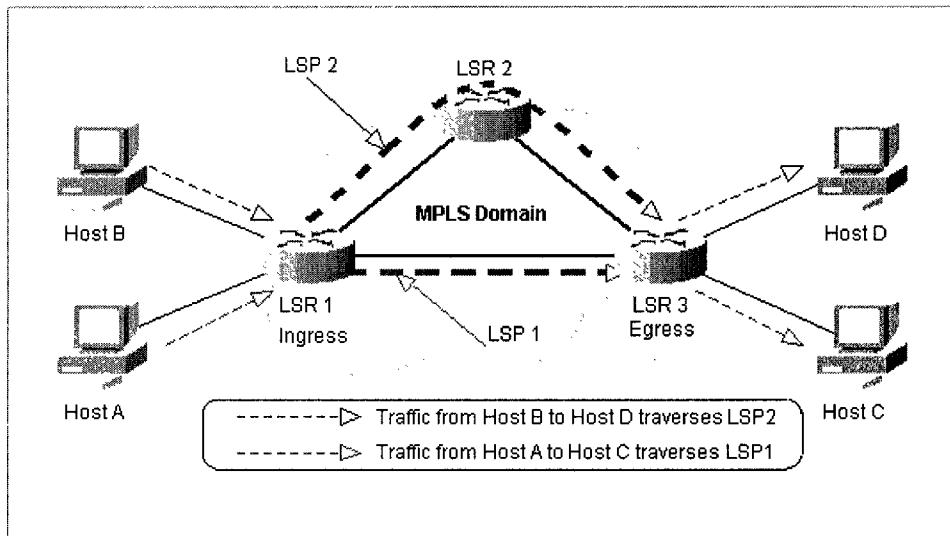 LSP 2
LSR 2
Host B
MPLS Domain
Host D
LSR 1
Ingress
LSP 1
LSR 3
Egress
Host A
Host C
Traffic from Host B to Host D traverses LSP2
Traffic from Host A to Host C traverses LSP1